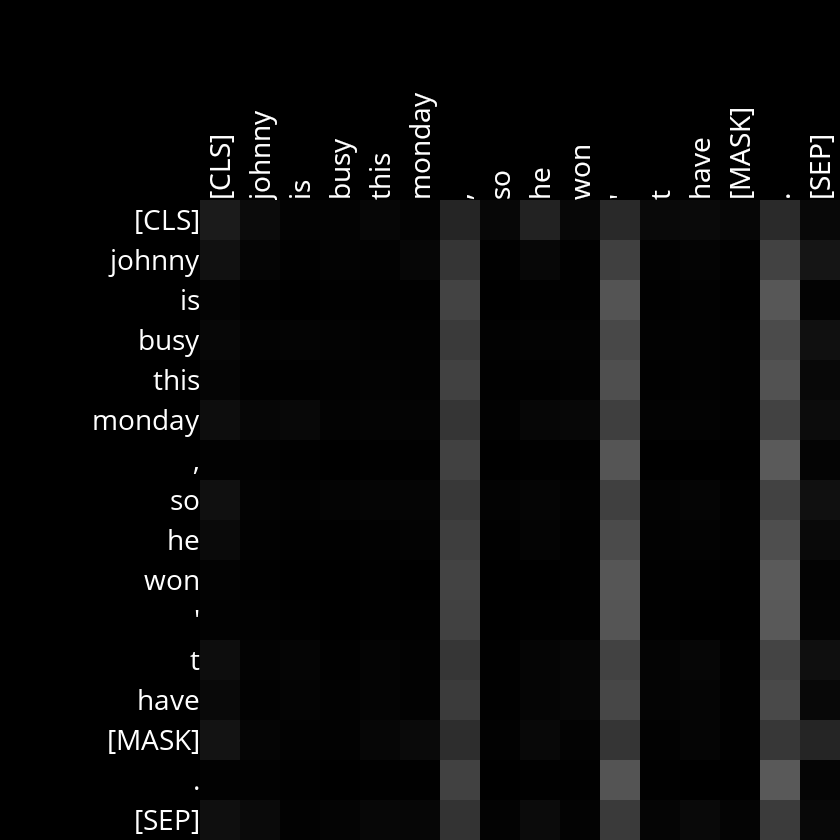 [CLS] johnny is busy this monday , so he won ' t have [MASK] . [SEP]
[CLS]
johnny
is
busy
this
monday
,
so
he
won
'
t
have
[MASK]
.
[SEP]